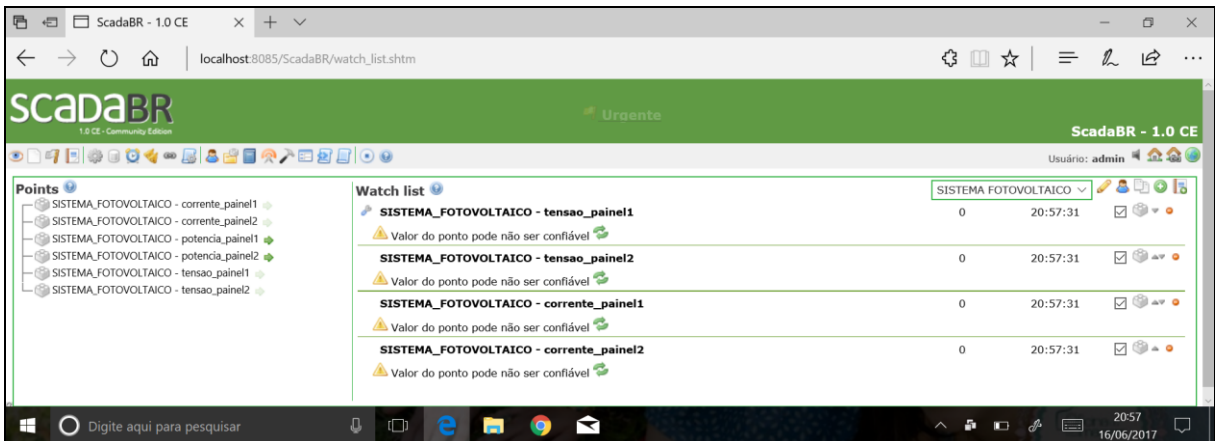 ScadaBR - 1.0 CE
localhost:8085/ScadaBR/watch_list.shtm
scadaBR
1.0 CE - Community Edition
Urgente
ScadaBR - 1.0 CE
Usuário: admin
Points
SISTEMA_FOTOVOLTAICO - corrente_painel1
SISTEMA_FOTOVOLTAICO - corrente_painel2
SISTEMA_FOTOVOLTAICO - potencia_painel1
SISTEMA_FOTOVOLTAICO - potencia_painel2
SISTEMA_FOTOVOLTAICO - tensao_painel1
SISTEMA_FOTOVOLTAICO - tensao_painel2
Watch list
SISTEMA FOTOVOLTAICO
SISTEMA_FOTOVOLTAICO - tensao_painel1 0 20:57:31
Valor do ponto pode não ser confiável
SISTEMA_FOTOVOLTAICO - tensao_painel2 0 20:57:31
Valor do ponto pode não ser confiável
SISTEMA_FOTOVOLTAICO - corrente_painel1 0 20:57:31
Valor do ponto pode não ser confiável
SISTEMA_FOTOVOLTAICO - corrente_painel2 0 20:57:31
Valor do ponto pode não ser confiável
Digite aqui para pesquisar
20:57
16/06/2017